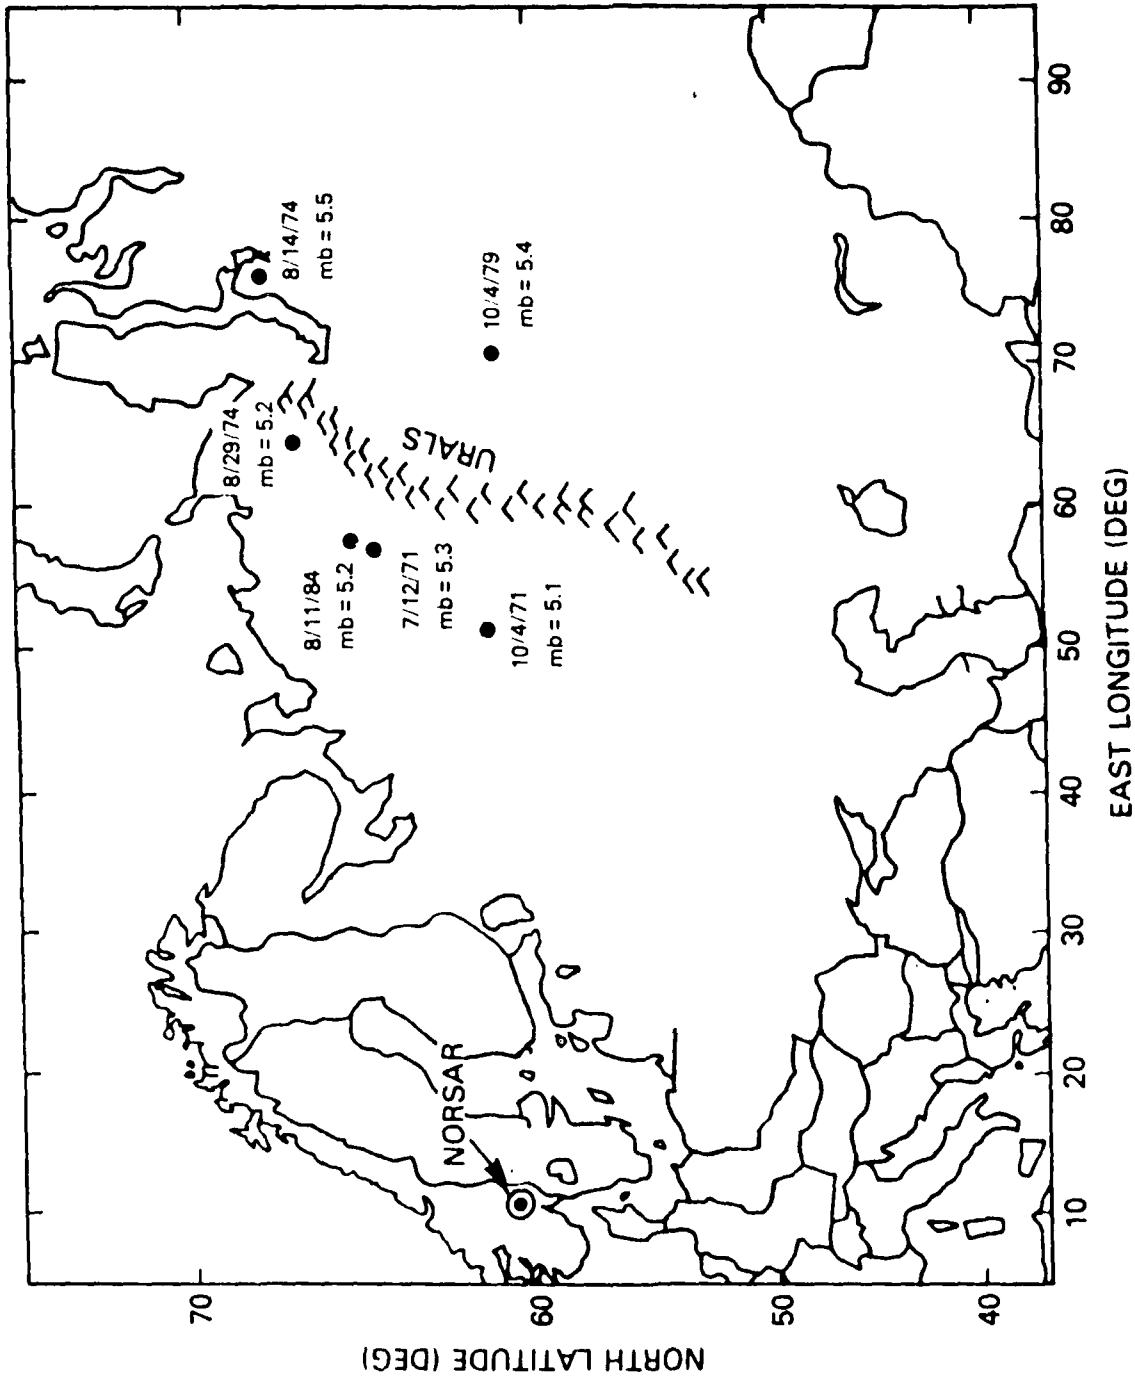 8/14/74
mb = 5.5
8/29/74
mb = 5.2
10/4/79
mb = 5.4
URALS
8/11/84
mb = 5.2
7/12/71
mb = 5.3
10/4/71
mb = 5.1
NORSAR
70
60
50
40
NORTH LATITUDE (DEG)
10
20
30
40
50
60
70
80
90
EAST LONGITUDE (DEG)